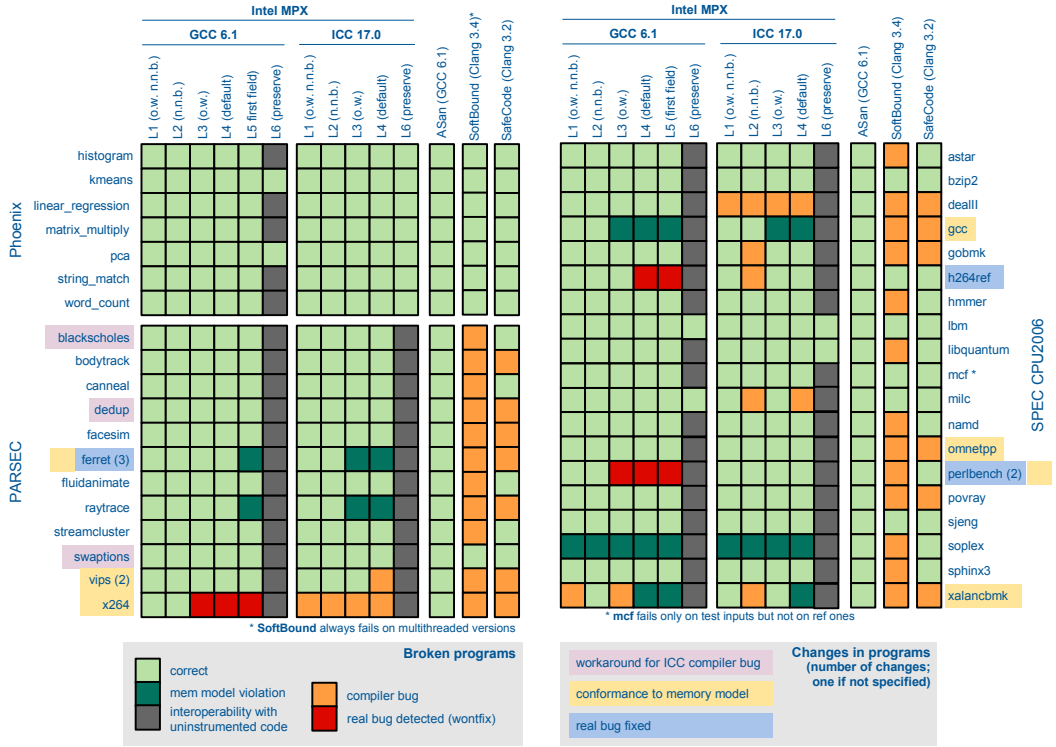 Intel MPX
GCC 6.1
ICC 17.0
L1 (o.w. n.n.b.)
L2 (n.n.b.)
L3 (o.w.)
L4 (default)
L5 first field)
L6 (preserve)
L1 (o.w. n.n.b.)
L2 (n.n.b.)
L3 (o.w.)
L4 (default)
L6 (preserve)
ASan (GCC 6.1)
SoftBound (Clang 3.4)*
SafeCode (Clang 3.2)
Phoenix
histogram
kmeans
linear_regression
matrix_multiply
pca
string_match
word_count
PARSEC
blackscholes
bodytrack
canneal
dedup
facesim
ferret (3)
fluidanimate
raytrace
streamcluster
swaptions
vips (2)
x264
* SoftBound always fails on multithreaded versions
Intel MPX
GCC 6.1
ICC 17.0
L1 (o.w. n.n.b.)
L2 (n.n.b.)
L3 (o.w.)
L4 (default)
L5 (first field)
L6 (preserve)
L1 (o.w. n.n.b.)
L2 (n.n.b.)
L3 (o.w.)
L4 (default)
L6 (preserve)
ASan (GCC 6.1)
SoftBound (Clang 3.4)
SafeCode (Clang 3.2)
astar
bzip2
dealII
gcc
gobmk
h264ref
hmmer
lbm
libquantum
mcf *
milc
namd
omnetpp
perlbench (2)
povray
sjeng
soplex
sphinx3
xalancbmk
SPEC CPU2006
* mcf fails only on test inputs but not on ref ones
Broken programs
correct
mem model violation
interoperability with
uninstrumented code
compiler bug
real bug detected (wontfix)
Changes in programs
(number of changes;
one if not specified)
workaround for ICC compiler bug
conformance to memory model
real bug fixed